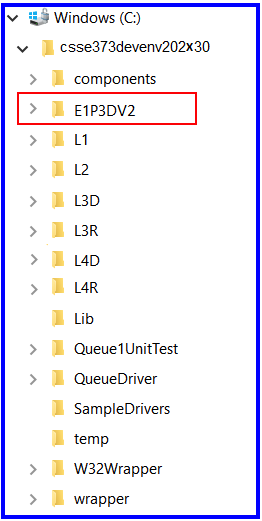 Windows (C:)
csse373devenv202x30
components
E1P3DV2
L1
L2
L3D
L3R
L4D
L4R
Lib
Queue1UnitTest
QueueDriver
SampleDrivers
temp
W32Wrapper
wrapper